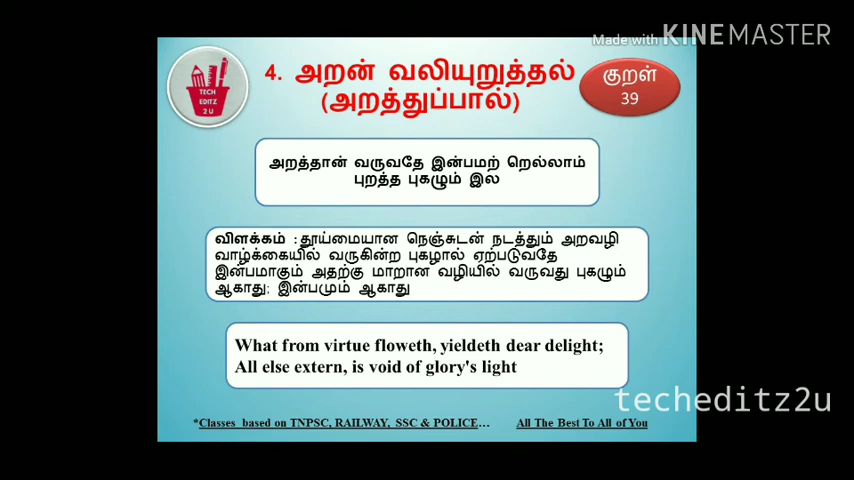 Made with KINEMASTER
TECH
EDITZ
2 U
4. அறன் வலியுறுத்தல்
(அறத்துப்பால்)
குறள்
39
அறத்தான் வருவதே இன்பமற் றெல்லாம்
புறத்த புகழும் இல
விளக்கம் :தூய்மையான நெஞ்சுடன் நடத்தும் அறவழி
வாழ்க்கையில் வருகின்ற புகழால் ஏற்படுவதே
இன்பமாகும் அதற்கு மாறான வழியில் வருவது புகழும்
ஆகாது; இன்பமும் ஆகாது
What from virtue floweth, yieldeth dear delight;
All else extern, is void of glory's light
techeditz2u
*Classes based on TNPSC, RAILWAY, SSC & POLICE... All The Best To All of You